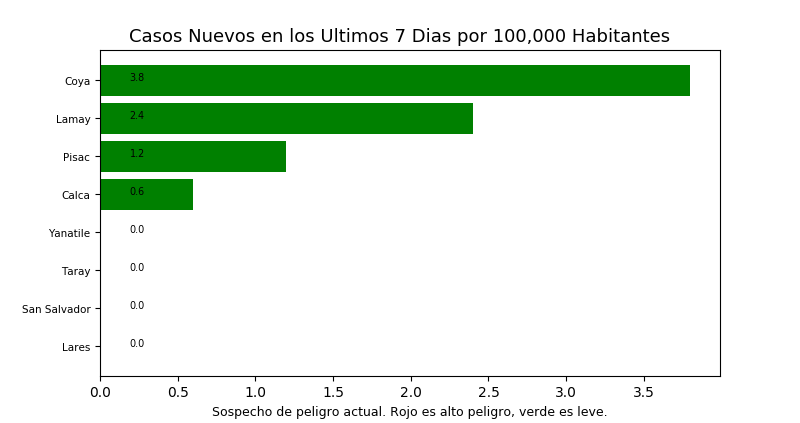 Casos Nuevos en los Ultimos 7 Dias por 100,000 Habitantes
Coya 3.8
Lamay 2.4
Pisac 1.2
Calca 0.6
Yanatile 0.0
Taray 0.0
San Salvador 0.0
Lares 0.0
0.0 0.5 1.0 1.5 2.0 2.5 3.0 3.5
Sospecho de peligro actual. Rojo es alto peligro, verde es leve.